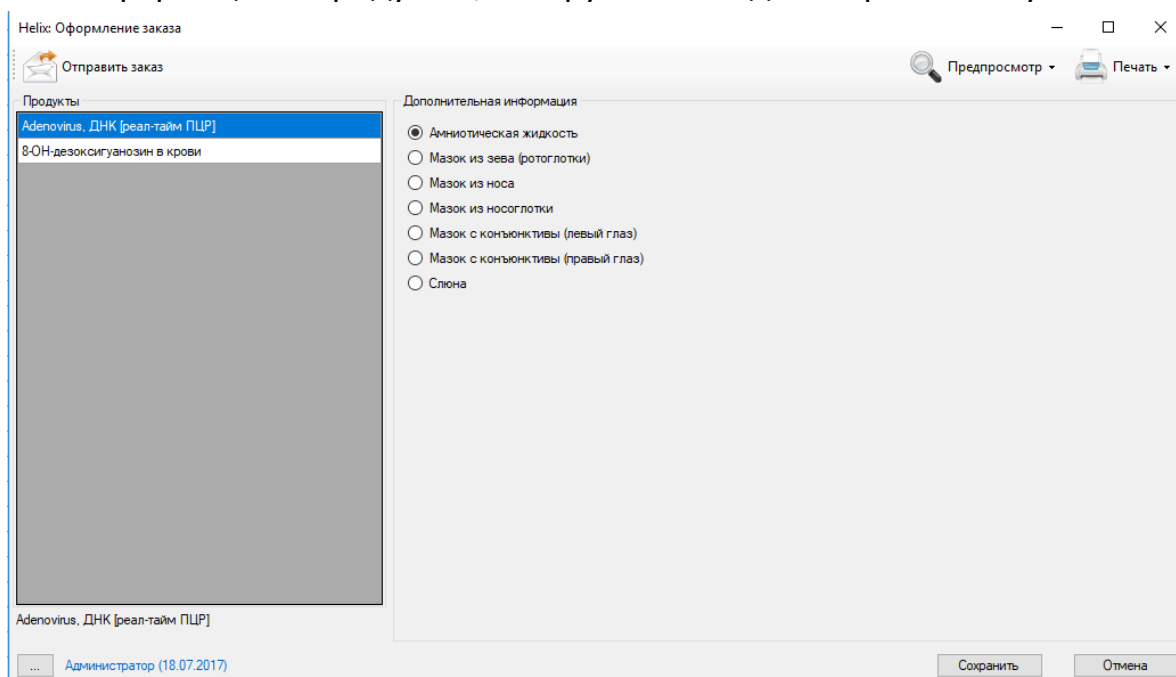 Helix: Оформление заказа
Отправить заказ
Предпросмотр
Печать
Продукты
Adenovirus, ДНК [реал-тайм ПЦР]
8-ОН-дезоксигуанозин в крови
Дополнительная информация
Амниотическая жидкость
Мазок из зева (ротоглотки)
Мазок из носа
Мазок из носоглотки
Мазок с конъюнктивы (левый глаз)
Мазок с конъюнктивы (правый глаз)
Слюна
Adenovirus, ДНК [реал-тайм ПЦР]
... Администратор (18.07.2017)
Сохранить
Отмена